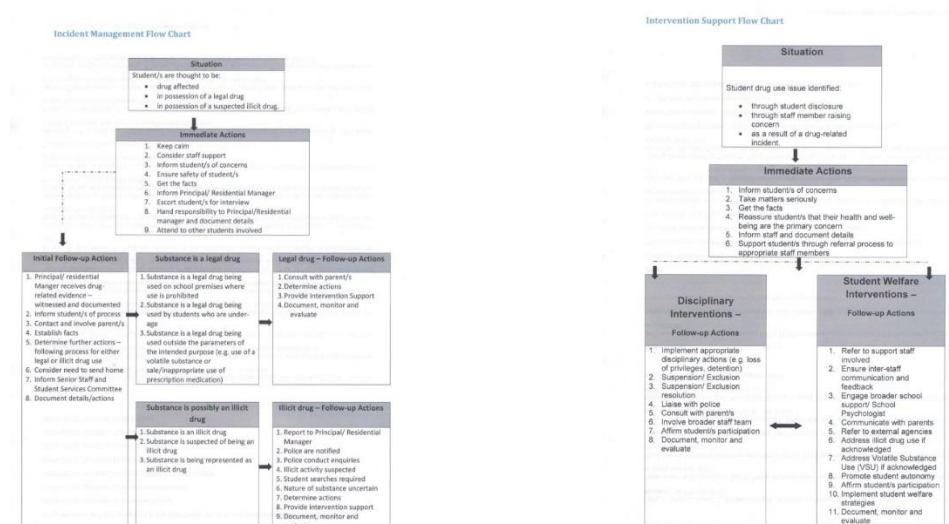 Incident Management Flow Chart
Situation
Student/s are thought to be:
• drug affected
• in possession of a legal drug
• in possession of a suspected illicit drug.
Immediate Actions
1. Keep calm
2. Consider staff support
3. Inform student/s of concerns
4. Ensure safety of student/s
5. Get the facts
6. Inform Principal/ Residential Manager
7. Escort student/s for interview
8. Hand responsibility to Principal/Residential
manager and document details
9. Attend to other students involved
Initial Follow-up Actions
1. Principal/ residential
Manger receives drug-
related evidence –
witnessed and documented
2. Inform student/s of process
3. Contact and involve parent/s
4. Establish facts
5. Determine further actions –
following process for either
legal or illicit drug use
6. Consider need to send home
7. Inform Senior Staff and
Student Services Committee
8. Document details/actions
Substance is a legal drug
1. Substance is a legal drug being
used on school premises where
use is prohibited
2. Substance is a legal drug being
used by students who are under-
age
3. Substance is a legal drug being
used outside the parameters of
the intended purpose (e.g. use of a
volatile substance or
sale/inappropriate use of
prescription medication)
Legal drug – Follow-up Actions
1. Consult with parent/s
2. Determine actions
3. Provide Intervention Support
4. Document, monitor and
evaluate
Substance is possibly an illicit
drug
1. Substance is an illicit drug
2. Substance is suspected of being an
illicit drug
3. Substance is being represented as
an illicit drug
Illicit drug – Follow-up Actions
1. Report to Principal/ Residential
Manager
2. Police are notified
3. Police conduct enquiries
4. Illicit activity suspected
5. Student searches required
6. Nature of substance uncertain
7. Determine actions
8. Provide intervention support
9. Document, monitor and
Intervention Support Flow Chart
Situation
Student drug use issue identified:
• through student disclosure
• through staff member raising
concern
• as a result of a drug-related
incident.
Immediate Actions
1. Inform student/s of concerns
2. Take matters seriously
3. Get the facts
4. Reassure student/s that their health and well-
being are the primary concern
5. Inform staff and document details
6. Support student/s through referral process to
appropriate staff members
Disciplinary
Interventions –
Follow-up Actions
1. Implement appropriate
disciplinary actions (e.g. loss
of privileges, detention)
2. Suspension/ Exclusion
3. Suspension/ Exclusion
resolution
4. Liaise with police
5. Consult with parent/s
6. Involve broader staff team
7. Affirm student/s participation
8. Document, monitor and
evaluate
Student Welfare
Interventions –
Follow-up Actions
1. Refer to support staff
involved
2. Ensure inter-staff
communication and
feedback
3. Engage broader school
support/ School
Psychologist
4. Communicate with parents
5. Refer to external agencies
6. Address illicit drug use if
acknowledged
7. Address Volatile Substance
Use (VSU) if acknowledged
8. Promote student autonomy
9. Affirm student/s participation
10. Implement student welfare
strategies
11. Document, monitor and
evaluate